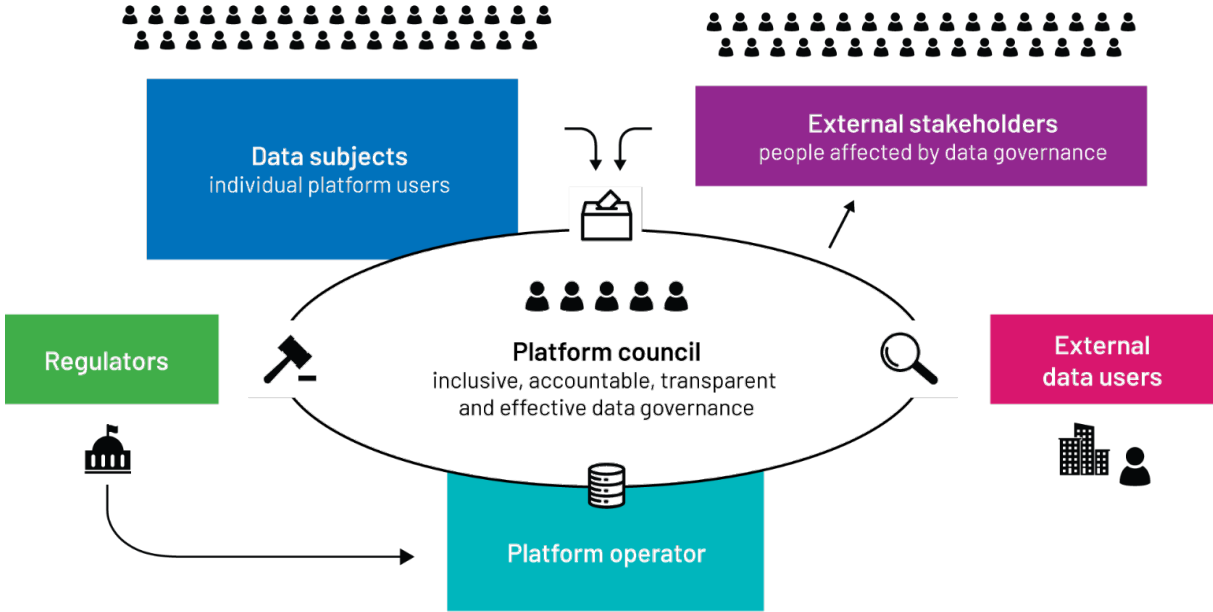 Data subjects
individual platform users
External stakeholders
people affected by data governance
Regulators
Platform council
inclusive, accountable, transparent
and effective data governance
External
data users
Platform operator